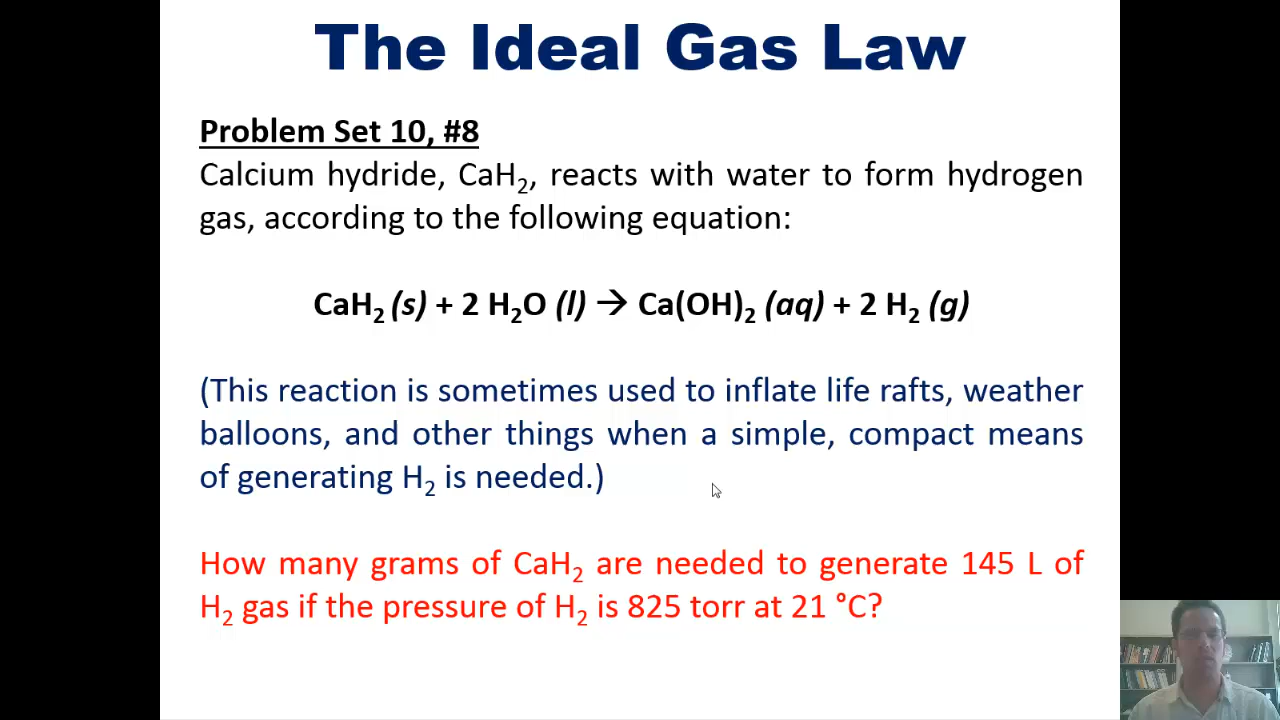 The Ideal Gas Law
Problem Set 10, #8
Calcium hydride, CaH₂, reacts with water to form hydrogen
gas, according to the following equation:
CaH₂ (s) + 2 H₂O (l) → Ca(OH)₂ (aq) + 2 H₂ (g)
(This reaction is sometimes used to inflate life rafts, weather
balloons, and other things when a simple, compact means
of generating H₂ is needed.)
How many grams of CaH₂ are needed to generate 145 L of
H₂ gas if the pressure of H₂ is 825 torr at 21 °C?